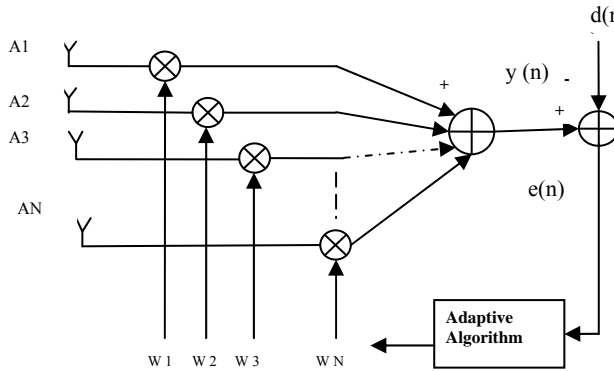 d(n
A1
y (n)
-
+
A2
+
A3
e(n)
AN
Adaptive
Algorithm
W 1
W 2
W 3
W N